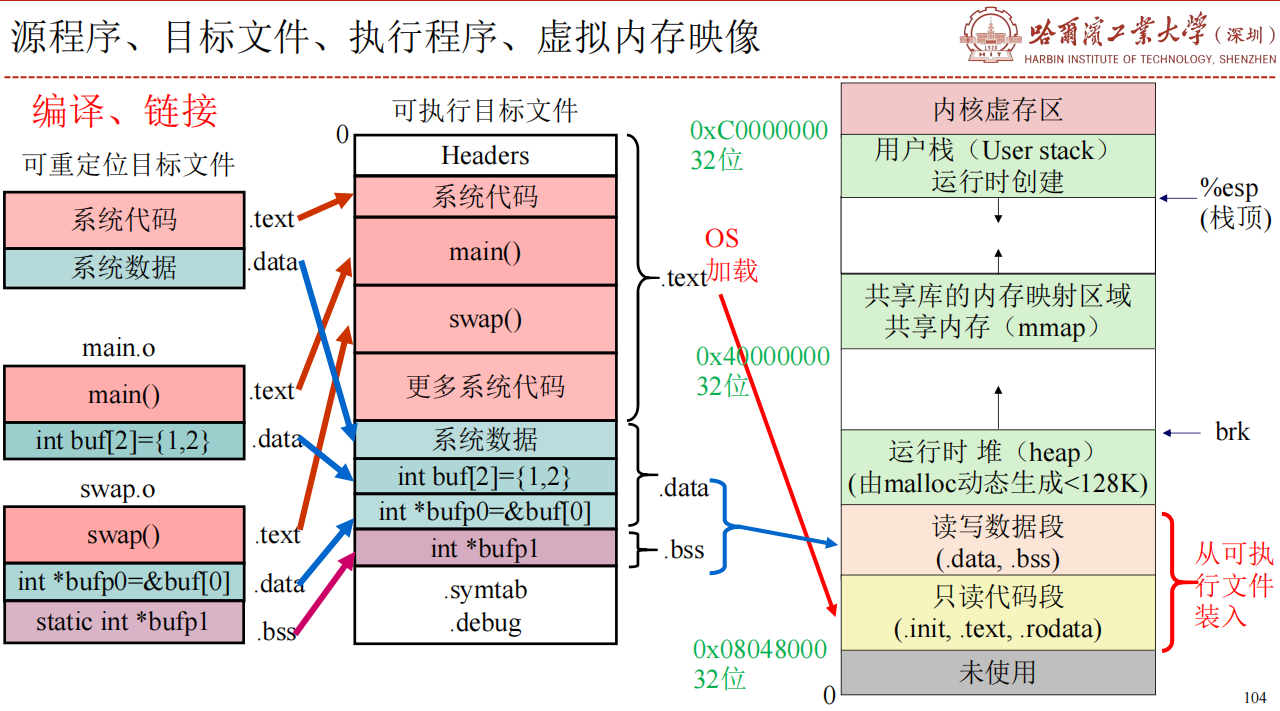 源程序、目标文件、执行程序、虚拟内存映像
哈爾濱工業大學(深圳)
HARBIN INSTITUTE OF TECHNOLOGY, SHENZHEN
1920
HIT
编译、链接
可重定位目标文件
系统代码
.text
系统数据
.data
main.o
main()
.text
int buf[2]={1,2}
.data
swap.o
swap()
.text
int *bufp0=&buf[0]
.data
static int *bufp1
.bss
可执行目标文件
0
Headers
系统代码
main()
swap()
更多系统代码
.text
系统数据
int buf[2]={1,2}
int *bufp0=&buf[0]
.data
int *bufp1
.bss
.symtab
.debug
OS
加载
0xC0000000
32位
0x40000000
32位
0x08048000
32位
0
内核虚存区
用户栈（User stack）
运行时创建
%esp
(栈顶)
共享库的内存映射区域
共享内存（mmap）
brk
运行时 堆（heap）
(由malloc动态生成<128K)
读写数据段
(.data, .bss)
只读代码段
(.init, .text, .rodata)
未使用
从可执
行文件
装入
104